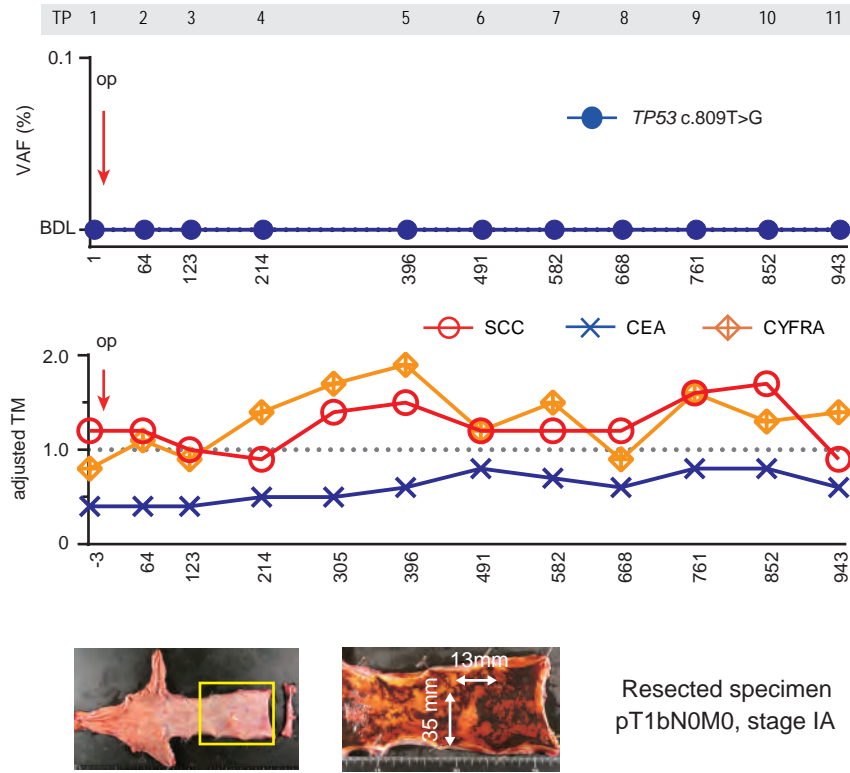 TP 1 2 3 4 5 6 7 8 9 10 11
0.1
op
TP53 c.809T>G
VAF (%)
BDL
1 64 123 214 396 491 582 668 761 852 943
SCC CEA CYFRA
op
2.0
1.0
adjusted TM
0
-3 64 123 214 305 396 491 582 668 761 852 943
13mm
35 mm
Resected specimen
pT1bN0M0, stage IA